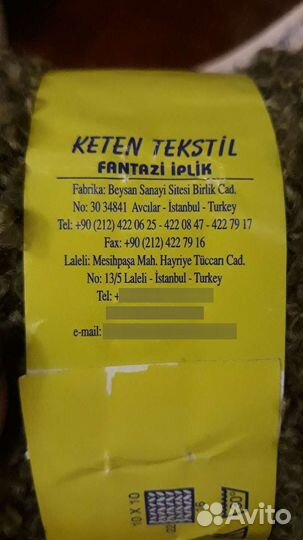 KETEN TEKSTİL
FANTAZİ İPLİK
Fabrika: Beysan Sanayi Sitesi Birlik Cad.
No: 30 34841 Avcılar - İstanbul - Turkey
Tel: +90 (212) 422 06 25 - 422 08 47 - 422 79 17
Fax: +90 (212) 422 79 16
Laleli: Mesihpaşa Mah. Hayriye Tüccarı Cad.
No: 13/5 Laleli - İstanbul - Turkey
Tel: +
e-mail:
10 X 10
Avito